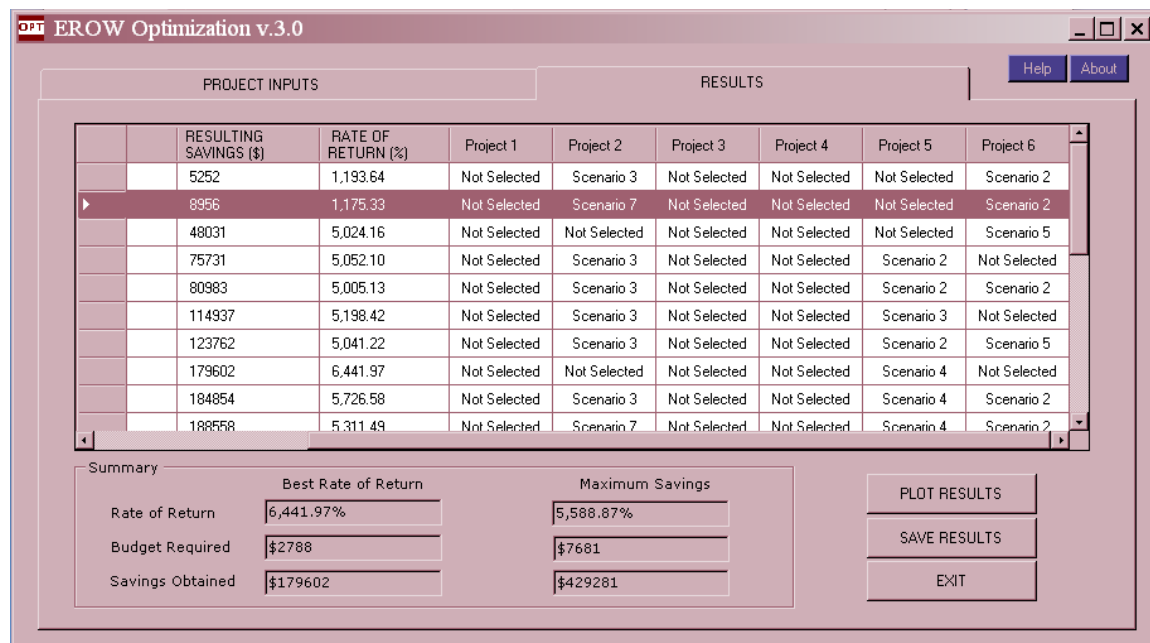 OPT EROW Optimization v.3.0
Help About
PROJECT INPUTS RESULTS
RESULTING SAVINGS ($) RATE OF RETURN (%) Project 1 Project 2 Project 3 Project 4 Project 5 Project 6
5252 1,193.64 Not Selected Scenario 3 Not Selected Not Selected Not Selected Scenario 2
8956 1,175.33 Not Selected Scenario 7 Not Selected Not Selected Not Selected Scenario 2
48031 5,024.16 Not Selected Not Selected Not Selected Not Selected Not Selected Scenario 5
75731 5,052.10 Not Selected Scenario 3 Not Selected Not Selected Scenario 2 Not Selected
80983 5,005.13 Not Selected Scenario 3 Not Selected Not Selected Scenario 2 Scenario 2
114937 5,198.42 Not Selected Scenario 3 Not Selected Not Selected Scenario 3 Not Selected
123762 5,041.22 Not Selected Scenario 3 Not Selected Not Selected Scenario 2 Scenario 5
179602 6,441.97 Not Selected Not Selected Not Selected Not Selected Scenario 4 Not Selected
184854 5,726.58 Not Selected Scenario 3 Not Selected Not Selected Scenario 4 Scenario 2
188558 5,311.49 Not Selected Scenario 7 Not Selected Not Selected Scenario 4 Scenario 2
Summary
Best Rate of Return Maximum Savings
Rate of Return 6,441.97% 5,588.87%
Budget Required $2788 $7681
Savings Obtained $179602 $429281
PLOT RESULTS
SAVE RESULTS
EXIT